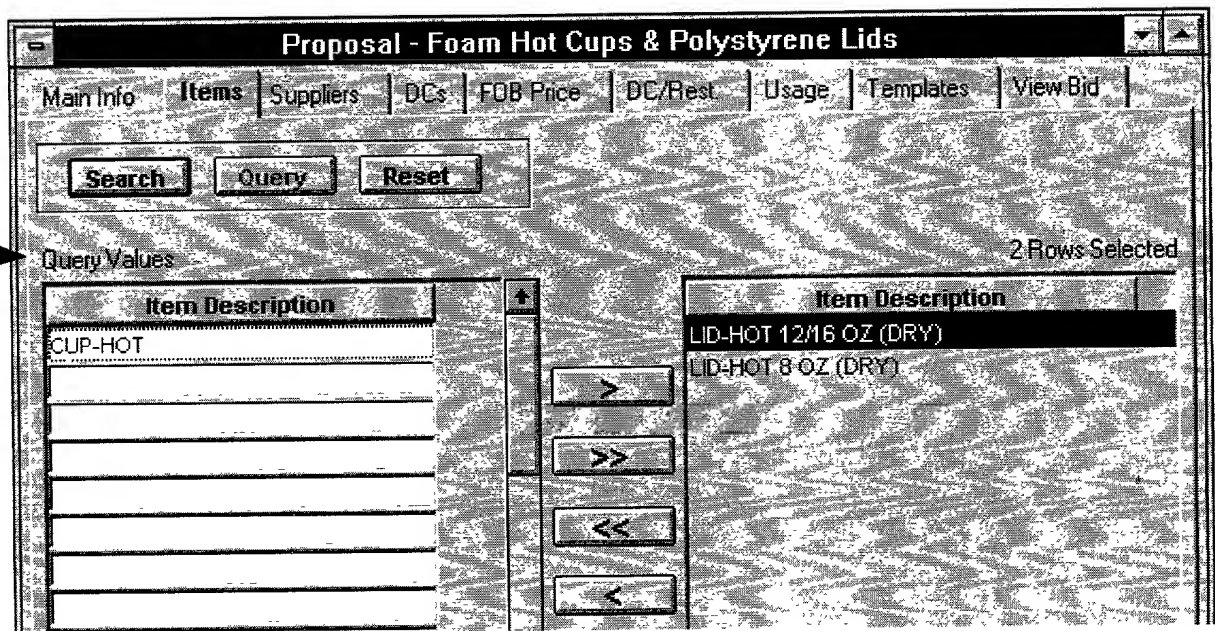 Proposal - Foam Hot Cups & Polystyrene Lids
Main Info Items Suppliers DCs FOB Price DC/Rest. Usage Templates View Bid
Search Query Reset
Query Values
2 Rows Selected
Item Description
Item Description
CUP-HOT
LID-HOT 12/16 OZ (DRY)
LID-HOT 8 OZ (DRY)
>
>>
<<
<